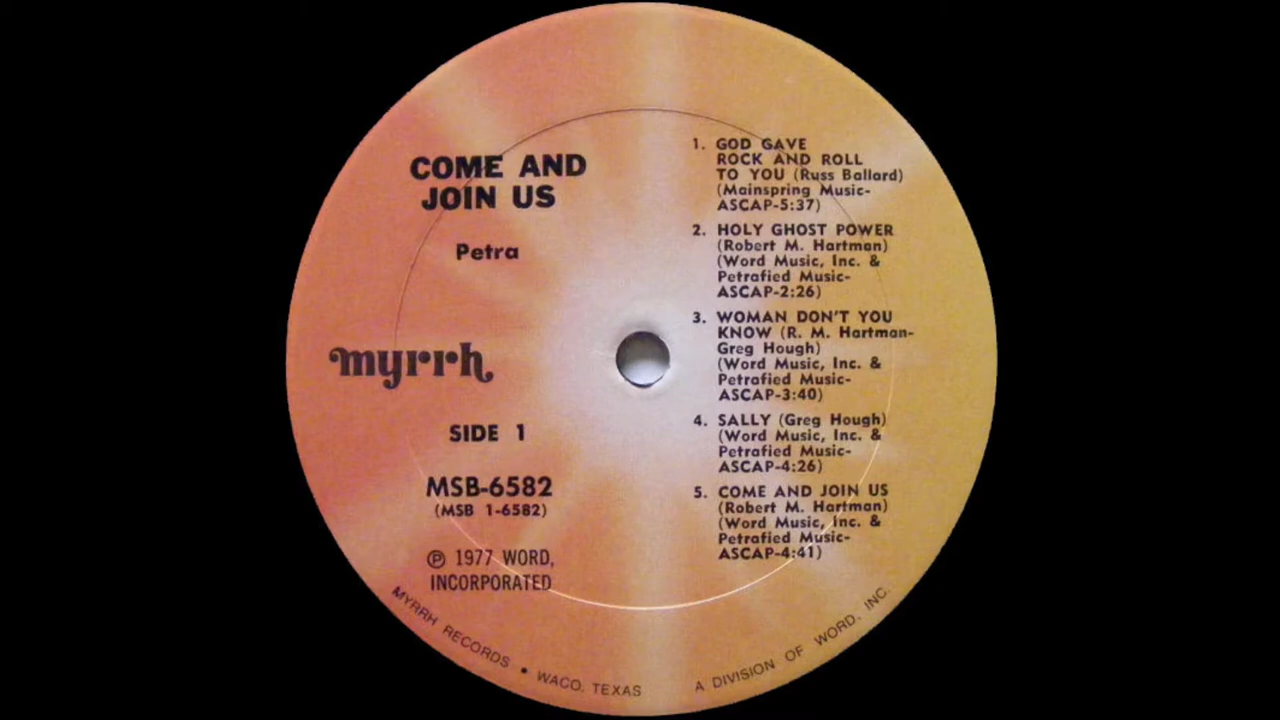 COME AND
JOIN US
Petra
myrrh
SIDE 1
MSB-6582
(MSB 1-6582)
℗ 1977 WORD,
INCORPORATED
1. GOD GAVE
ROCK AND ROLL
TO YOU (Russ Ballard)
(Mainspring Music-
ASCAP-5:37)
2. HOLY GHOST POWER
(Robert M. Hartman)
(Word Music, Inc. &
Petrafied Music-
ASCAP-2:26)
3. WOMAN DON'T YOU
KNOW (R. M. Hartman-
Greg Hough)
(Word Music, Inc. &
Petrafied Music-
ASCAP-3:40)
4. SALLY (Greg Hough)
(Word Music, Inc. &
Petrafied Music-
ASCAP-4:26)
5. COME AND JOIN US
(Robert M. Hartman)
(Word Music, Inc. &
Petrafied Music-
ASCAP-4:41)
MYRRH RECORDS • WACO, TEXAS
A DIVISION OF WORD, INC.